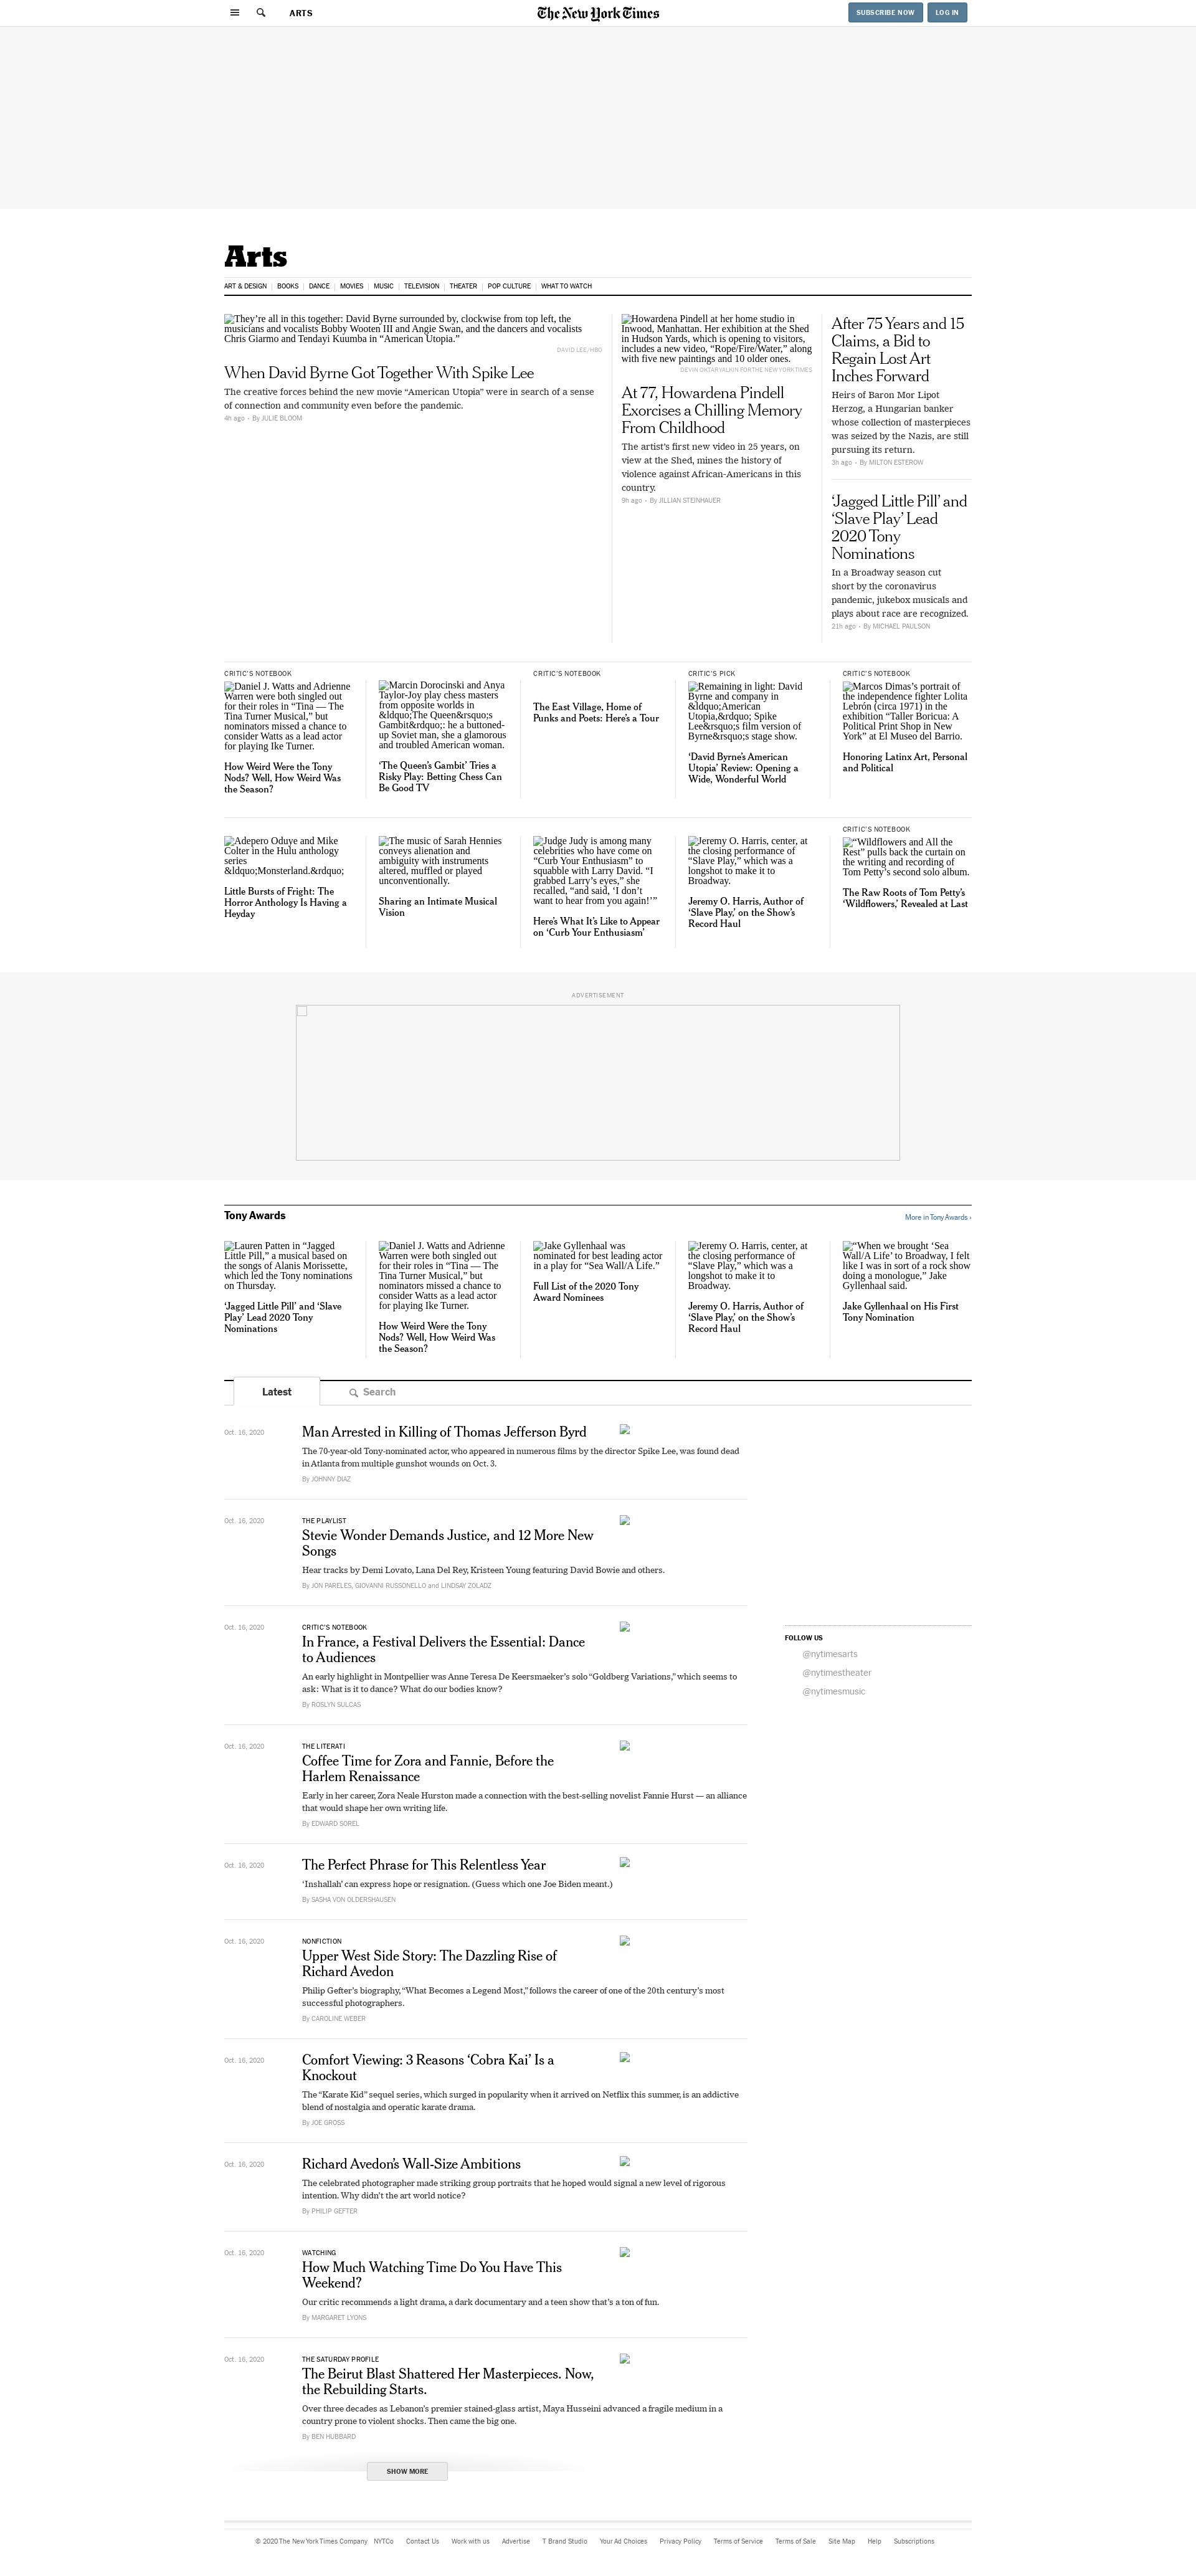 ARTS
The New York Times
SUBSCRIBE NOW
LOG IN
Arts
ART & DESIGN
BOOKS
DANCE
MOVIES
MUSIC
TELEVISION
THEATER
POP CULTURE
WHAT TO WATCH
They’re all in this together: David Byrne surrounded by, clockwise from top left, the
musicians and vocalists Bobby Wooten III and Angie Swan, and the dancers and vocalists
Chris Giarmo and Tendayi Kuumba in “American Utopia.”
DAVID LEE/HBO
When David Byrne Got Together With Spike Lee
The creative forces behind the new movie “American Utopia” were in search of a sense
of connection and community even before the pandemic.
4h ago - By JULIE BLOOM
Howardena Pindell at her home studio in
Inwood, Manhattan. Her exhibition at the Shed
in Hudson Yards, which is opening to visitors,
includes a new video, “Rope/Fire/Water,” along
with five new paintings and 10 older ones.
DEVIN OKTAR YALKIN FOR THE NEW YORK TIMES
At 77, Howardena Pindell
Exorcises a Chilling Memory
From Childhood
The artist’s first new video in 25 years, on
view at the Shed, mines the history of
violence against African-Americans in this
country.
9h ago - By JILLIAN STEINHAUER
After 75 Years and 15
Claims, a Bid to
Regain Lost Art
Inches Forward
Heirs of Baron Mor Lipot
Herzog, a Hungarian banker
whose collection of masterpieces
was seized by the Nazis, are still
pursuing its return.
3h ago - By MILTON ESTEROW
‘Jagged Little Pill’ and
‘Slave Play’ Lead
2020 Tony
Nominations
In a Broadway season cut
short by the coronavirus
pandemic, jukebox musicals and
plays about race are recognized.
21h ago - By MICHAEL PAULSON
CRITIC’S NOTEBOOK
Daniel J. Watts and Adrienne
Warren were both singled out
for their roles in “Tina — The
Tina Turner Musical,” but
nominators missed a chance to
consider Watts as a lead actor
for playing Ike Turner.
How Weird Were the Tony
Nods? Well, How Weird Was
the Season?
Marcin Dorocinski and Anya
Taylor-Joy play chess masters
from opposite worlds in
&ldquo;The Queen&rsquo;s
Gambit&rdquo;: he a buttoned-
up Soviet man, she a glamorous
and troubled American woman.
‘The Queen’s Gambit’ Tries a
Risky Play: Betting Chess Can
Be Good TV
CRITIC’S NOTEBOOK
The East Village, Home of
Punks and Poets: Here’s a Tour
CRITIC’S PICK
Remaining in light: David
Byrne and company in
&ldquo;American
Utopia,&rdquo; Spike
Lee&rsquo;s film version of
Byrne&rsquo;s stage show.
‘David Byrne’s American
Utopia’ Review: Opening a
Wide, Wonderful World
CRITIC’S NOTEBOOK
Marcos Dimas’s portrait of
the independence fighter Lolita
Lebrón (circa 1971) in the
exhibition “Taller Boricua: A
Political Print Shop in New
York” at El Museo del Barrio.
Honoring Latinx Art, Personal
and Political
Adepero Oduye and Mike
Colter in the Hulu anthology
series
&ldquo;Monsterland.&rdquo;
Little Bursts of Fright: The
Horror Anthology Is Having a
Heyday
The music of Sarah Hennies
conveys alienation and
ambiguity with instruments
altered, muffled or played
unconventionally.
Sharing an Intimate Musical
Vision
Judge Judy is among many
celebrities who have come on
“Curb Your Enthusiasm” to
squabble with Larry David. “I
grabbed Larry’s eyes,” she
recalled, “and said, ‘I don’t
want to hear from you again!’”
Here’s What It’s Like to Appear
on ‘Curb Your Enthusiasm’
Jeremy O. Harris, center, at
the closing performance of
“Slave Play,” which was a
longshot to make it to
Broadway.
Jeremy O. Harris, Author of
‘Slave Play,’ on the Show’s
Record Haul
CRITIC’S NOTEBOOK
“Wildflowers and All the
Rest” pulls back the curtain on
the writing and recording of
Tom Petty’s second solo album.
The Raw Roots of Tom Petty’s
‘Wildflowers,’ Revealed at Last
ADVERTISEMENT
Tony Awards
More in Tony Awards ›
Lauren Patten in “Jagged
Little Pill,” a musical based on
the songs of Alanis Morissette,
which led the Tony nominations
on Thursday.
‘Jagged Little Pill’ and ‘Slave
Play’ Lead 2020 Tony
Nominations
Daniel J. Watts and Adrienne
Warren were both singled out
for their roles in “Tina — The
Tina Turner Musical,” but
nominators missed a chance to
consider Watts as a lead actor
for playing Ike Turner.
How Weird Were the Tony
Nods? Well, How Weird Was
the Season?
Jake Gyllenhaal was
nominated for best leading actor
in a play for “Sea Wall/A Life.”
Full List of the 2020 Tony
Award Nominees
Jeremy O. Harris, center, at
the closing performance of
“Slave Play,” which was a
longshot to make it to
Broadway.
Jeremy O. Harris, Author of
‘Slave Play,’ on the Show’s
Record Haul
“When we brought ‘Sea
Wall/A Life’ to Broadway, I felt
like I was in sort of a rock show
doing a monologue,” Jake
Gyllenhaal said.
Jake Gyllenhaal on His First
Tony Nomination
Latest
Search
Oct. 16, 2020
Man Arrested in Killing of Thomas Jefferson Byrd
The 70-year-old Tony-nominated actor, who appeared in numerous films by the director Spike Lee, was found dead
in Atlanta from multiple gunshot wounds on Oct. 3.
By JOHNNY DIAZ
Oct. 16, 2020
THE PLAYLIST
Stevie Wonder Demands Justice, and 12 More New
Songs
Hear tracks by Demi Lovato, Lana Del Rey, Kristeen Young featuring David Bowie and others.
By JON PARELES, GIOVANNI RUSSONELLO and LINDSAY ZOLADZ
Oct. 16, 2020
CRITIC’S NOTEBOOK
In France, a Festival Delivers the Essential: Dance
to Audiences
An early highlight in Montpellier was Anne Teresa De Keersmaeker’s solo “Goldberg Variations,” which seems to
ask: What is it to dance? What do our bodies know?
By ROSLYN SULCAS
FOLLOW US
@nytimesarts
@nytimestheater
@nytimesmusic
Oct. 16, 2020
THE LITERATI
Coffee Time for Zora and Fannie, Before the
Harlem Renaissance
Early in her career, Zora Neale Hurston made a connection with the best-selling novelist Fannie Hurst — an alliance
that would shape her own writing life.
By EDWARD SOREL
Oct. 16, 2020
The Perfect Phrase for This Relentless Year
‘Inshallah’ can express hope or resignation. (Guess which one Joe Biden meant.)
By SASHA VON OLDERSHAUSEN
Oct. 16, 2020
NONFICTION
Upper West Side Story: The Dazzling Rise of
Richard Avedon
Philip Gefter’s biography, “What Becomes a Legend Most,” follows the career of one of the 20th century’s most
successful photographers.
By CAROLINE WEBER
Oct. 16, 2020
Comfort Viewing: 3 Reasons ‘Cobra Kai’ Is a
Knockout
The “Karate Kid” sequel series, which surged in popularity when it arrived on Netflix this summer, is an addictive
blend of nostalgia and operatic karate drama.
By JOE GROSS
Oct. 16, 2020
Richard Avedon’s Wall-Size Ambitions
The celebrated photographer made striking group portraits that he hoped would signal a new level of rigorous
intention. Why didn’t the art world notice?
By PHILIP GEFTER
Oct. 16, 2020
WATCHING
How Much Watching Time Do You Have This
Weekend?
Our critic recommends a light drama, a dark documentary and a teen show that’s a ton of fun.
By MARGARET LYONS
Oct. 16, 2020
THE SATURDAY PROFILE
The Beirut Blast Shattered Her Masterpieces. Now,
the Rebuilding Starts.
Over three decades as Lebanon’s premier stained-glass artist, Maya Husseini advanced a fragile medium in a
country prone to violent shocks. Then came the big one.
By BEN HUBBARD
SHOW MORE
© 2020 The New York Times Company
NYTCo
Contact Us
Work with us
Advertise
T Brand Studio
Your Ad Choices
Privacy Policy
Terms of Service
Terms of Sale
Site Map
Help
Subscriptions